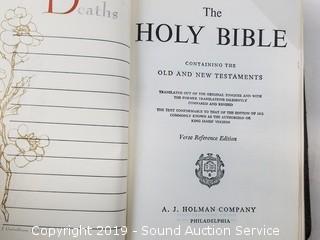 Deaths
The
HOLY BIBLE
CONTAINING THE
OLD AND NEW TESTAMENTS
TRANSLATED OUT OF THE ORIGINAL TONGUES AND WITH
THE FORMER TRANSLATIONS DILIGENTLY
COMPARED AND REVISED
THE TEXT CONFORMABLE TO THAT OF THE EDITION OF 1611
COMMONLY KNOWN AS THE AUTHORIZED OR
KING JAMES VERSION
Verse Reference Edition
A. J. HOLMAN COMPANY
PHILADELPHIA
Copyright 2019 - Sound Auction Service